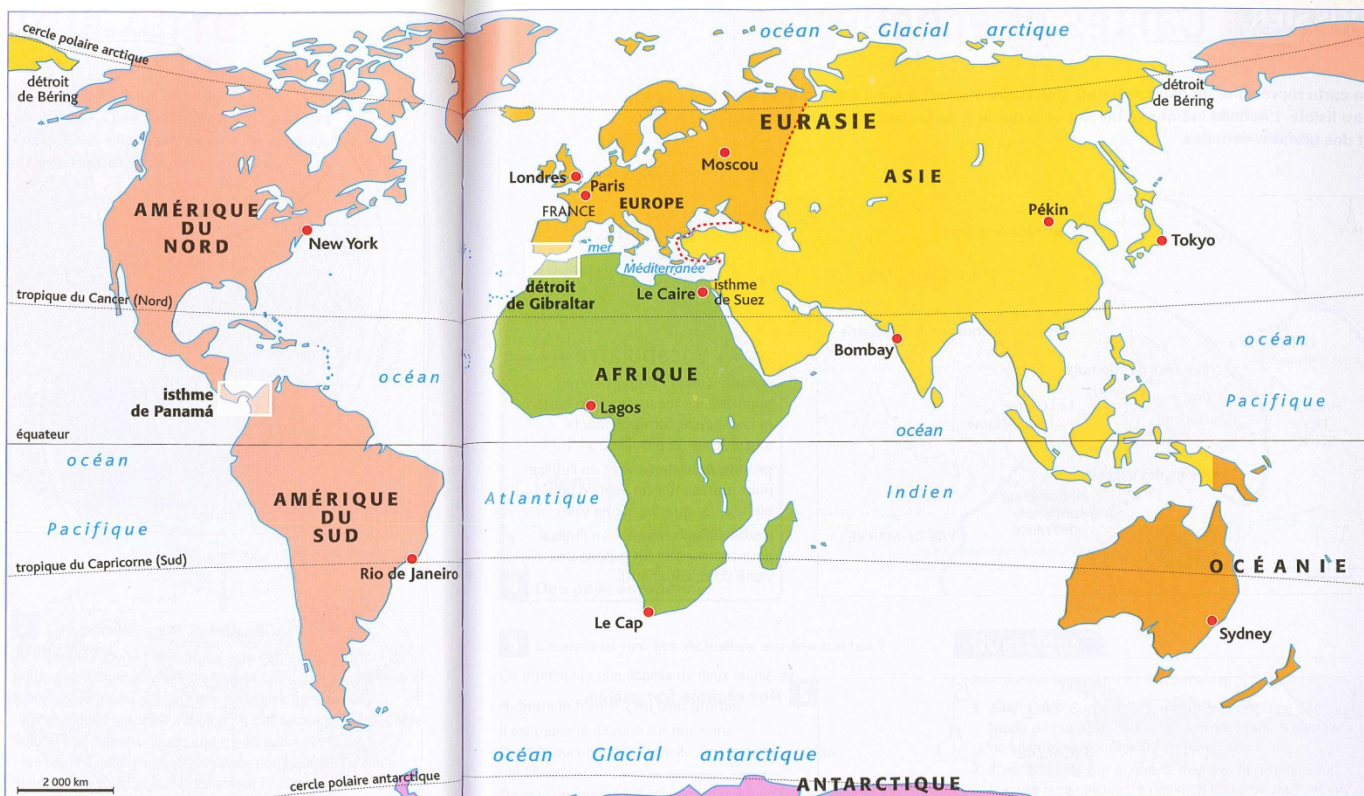 cercle polaire arctique
océan Glacial arctique
détroit
de Béring
détroit
de Béring
EURASIE
Moscou
ASIE
Londres
Paris
FRANCE
EUROPE
AMÉRIQUE
DU
NORD
New York
Pékin
Tokyo
mer
Méditerranée
détroit
de Gibraltar
Le Caire
isthme
de Suez
tropique du Cancer (Nord)
Bombay
océan
océan
AFRIQUE
isthme
de Panamá
Lagos
Pacifique
équateur
océan
océan
Atlantique
Indien
AMÉRIQUE
DU
SUD
Pacifique
tropique du Capricorne (Sud)
Rio de Janeiro
OCÉANIE
Le Cap
Sydney
océan Glacial antarctique
2 000 km
cercle polaire antarctique
ANTARCTIQUE